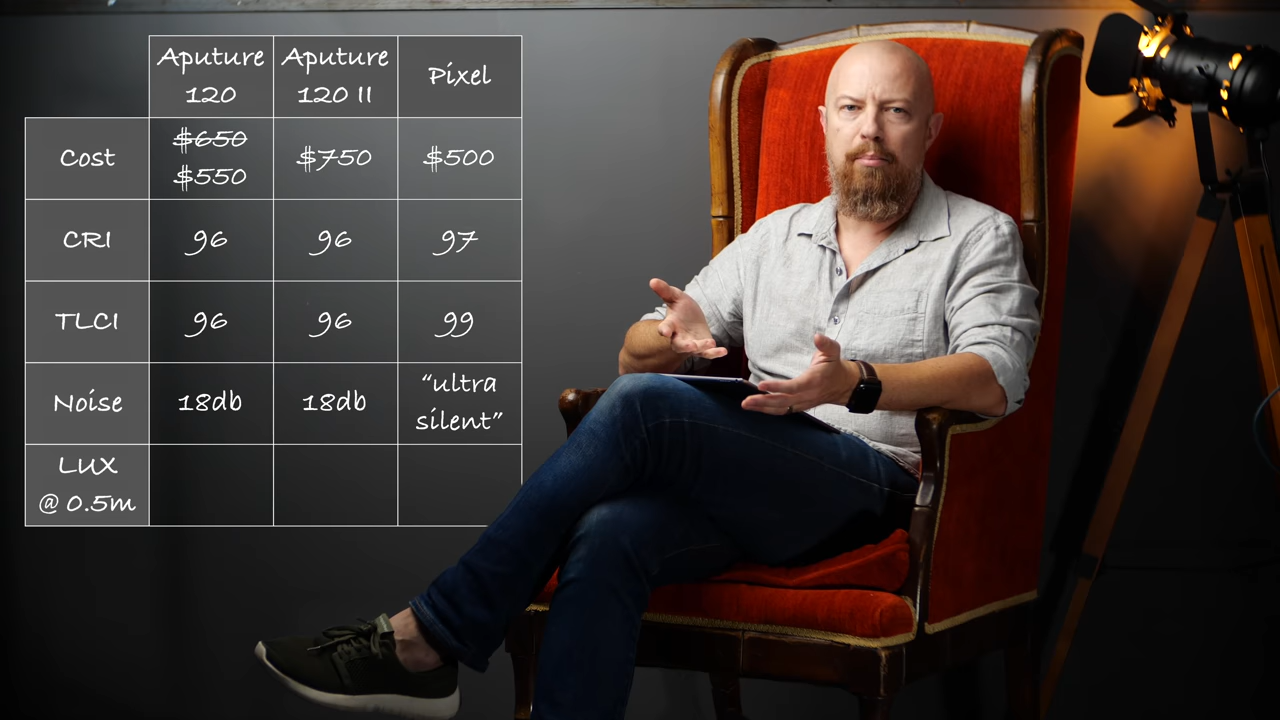 Aputure 120
Aputure 120 II
Pixel
Cost
$650
$550
$750
$500
CRI
96
96
97
TLCI
96
96
99
Noise
18db
18db
“ultra silent”
LUX @ 0.5m